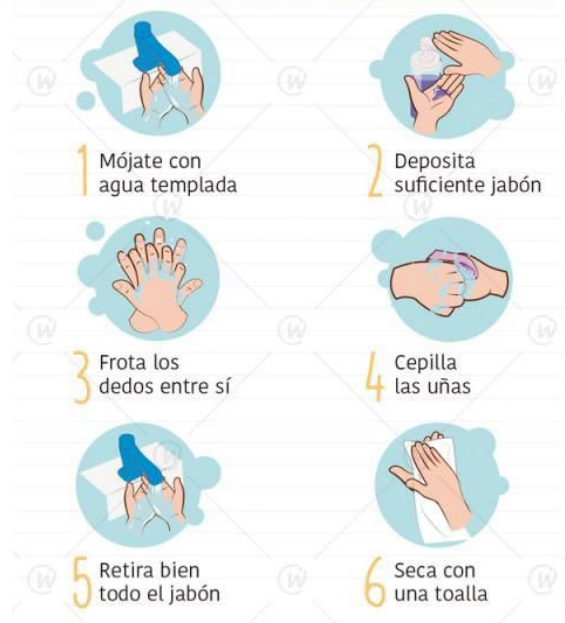 1 Mójate con
agua templada
2 Deposita
suficiente jabón
3 Frota los
dedos entre sí
4 Cepilla
las uñas
5 Retira bien
todo el jabón
6 Seca con
una toalla